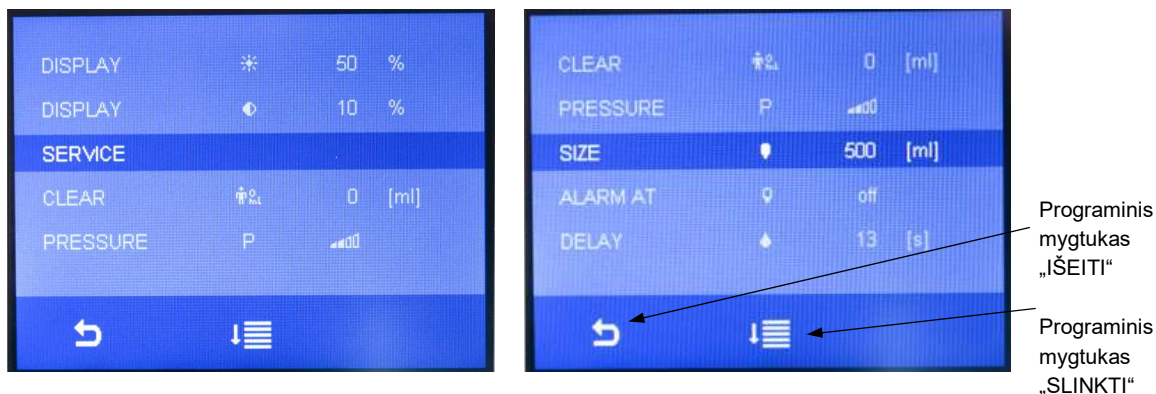 DISPLAY 50 %
DISPLAY 10 %
SERVICE
CLEAR 0 [ml]
PRESSURE P
CLEAR 0 [ml]
PRESSURE P
SIZE 500 [ml]
ALARM AT off
DELAY 13 [s]
Programinis
mygtukas
„IŠEITI“
Programinis
mygtukas
„SLINKTI“